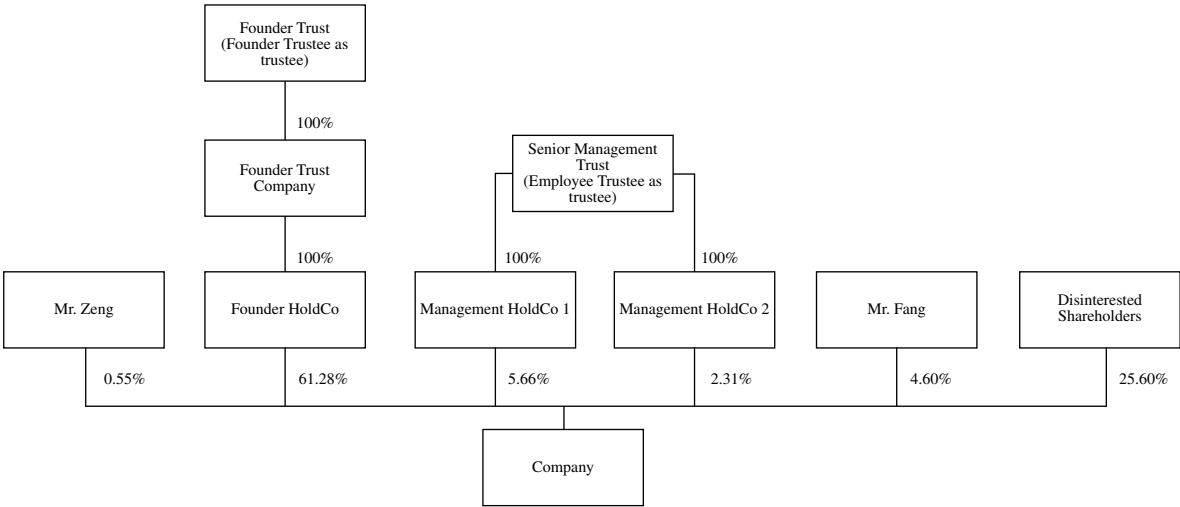 Founder Trust
(Founder Trustee as
trustee)
100%
Founder Trust
Company
Senior Management
Trust
(Employee Trustee as
trustee)
100%
100%
100%
Mr. Zeng
Founder HoldCo
Management HoldCo 1
Management HoldCo 2
Mr. Fang
Disinterested
Shareholders
0.55%
61.28%
5.66%
2.31%
4.60%
25.60%
Company